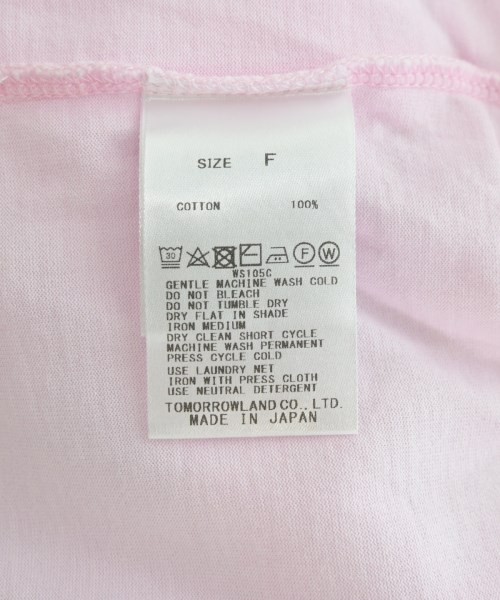 SIZE F
COTTON 100%
30 F W
WS105C
GENTLE MACHINE WASH COLD
DO NOT BLEACH
DO NOT TUMBLE DRY
DRY FLAT IN SHADE
IRON MEDIUM
DRY CLEAN SHORT CYCLE
MACHINE WASH PERMANENT
PRESS CYCLE COLD
USE LAUNDRY NET
IRON WITH PRESS CLOTH
USE NEUTRAL DETERGENT
TOMORROWLAND CO., LTD.
MADE IN JAPAN